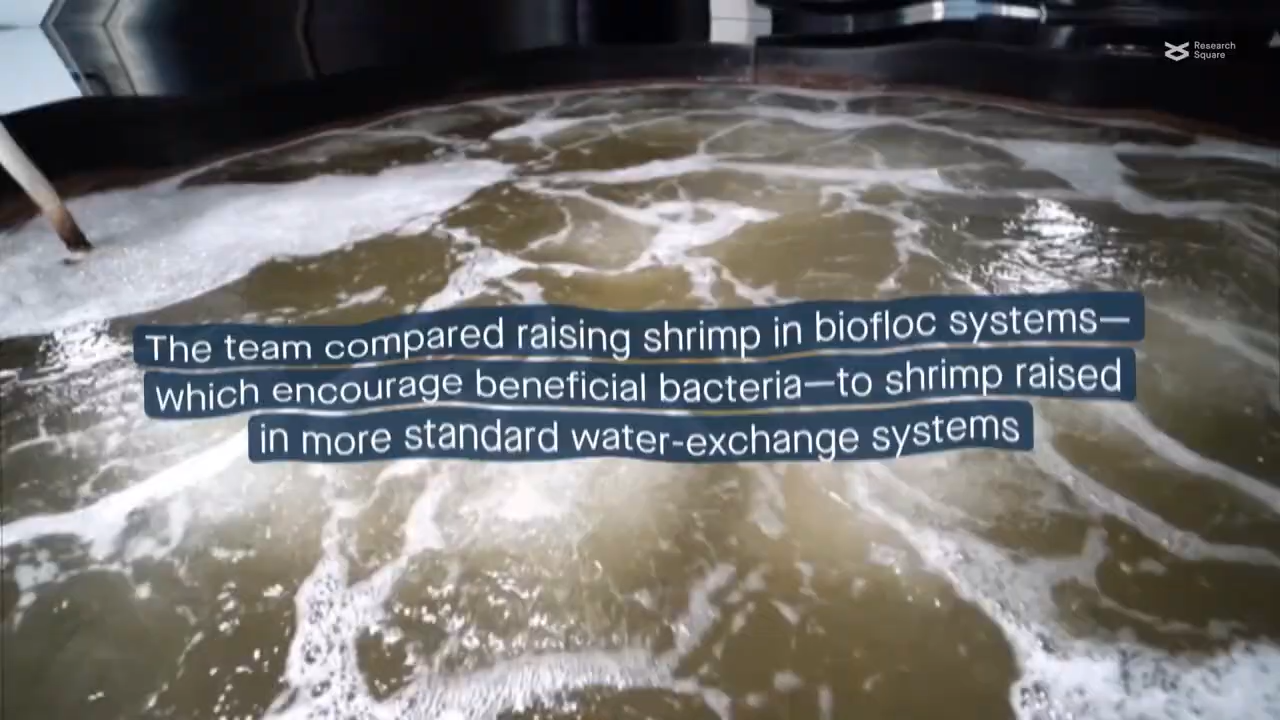 Research
Square
The team compared raising shrimp in biofloc systems—
which encourage beneficial bacteria—to shrimp raised
in more standard water-exchange systems